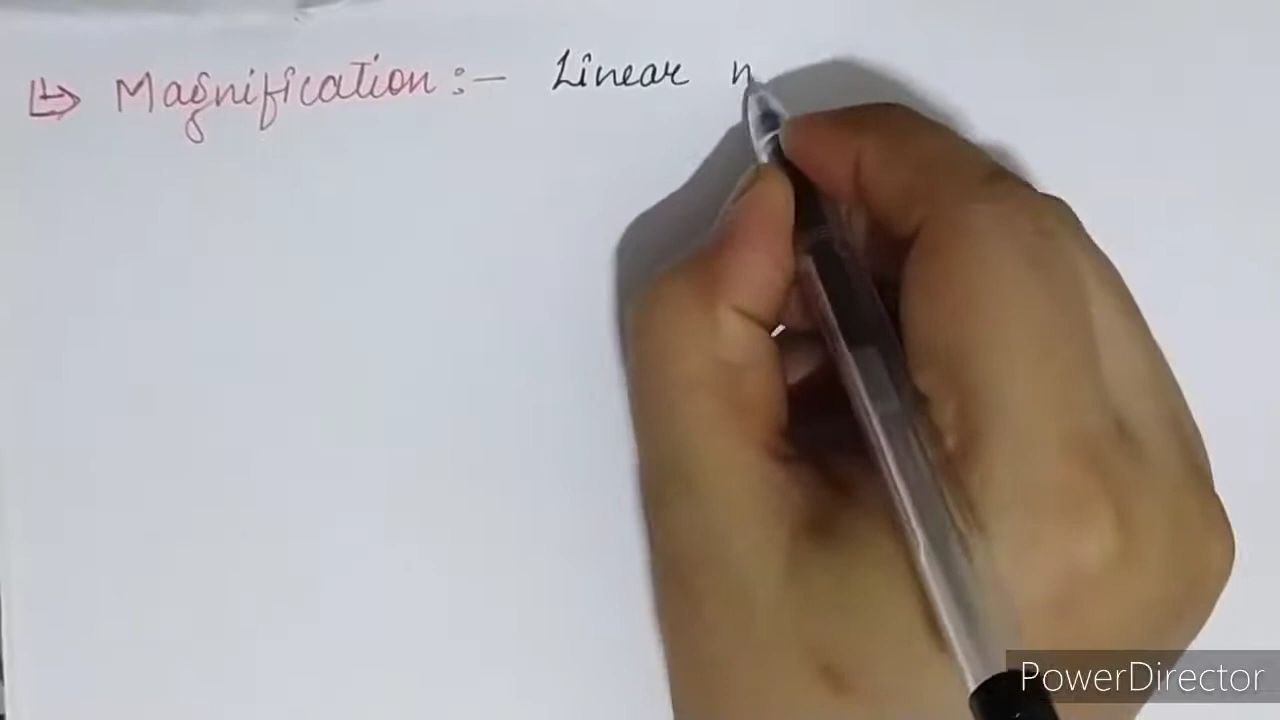 ↳ Magnification :- Linear
PowerDirector